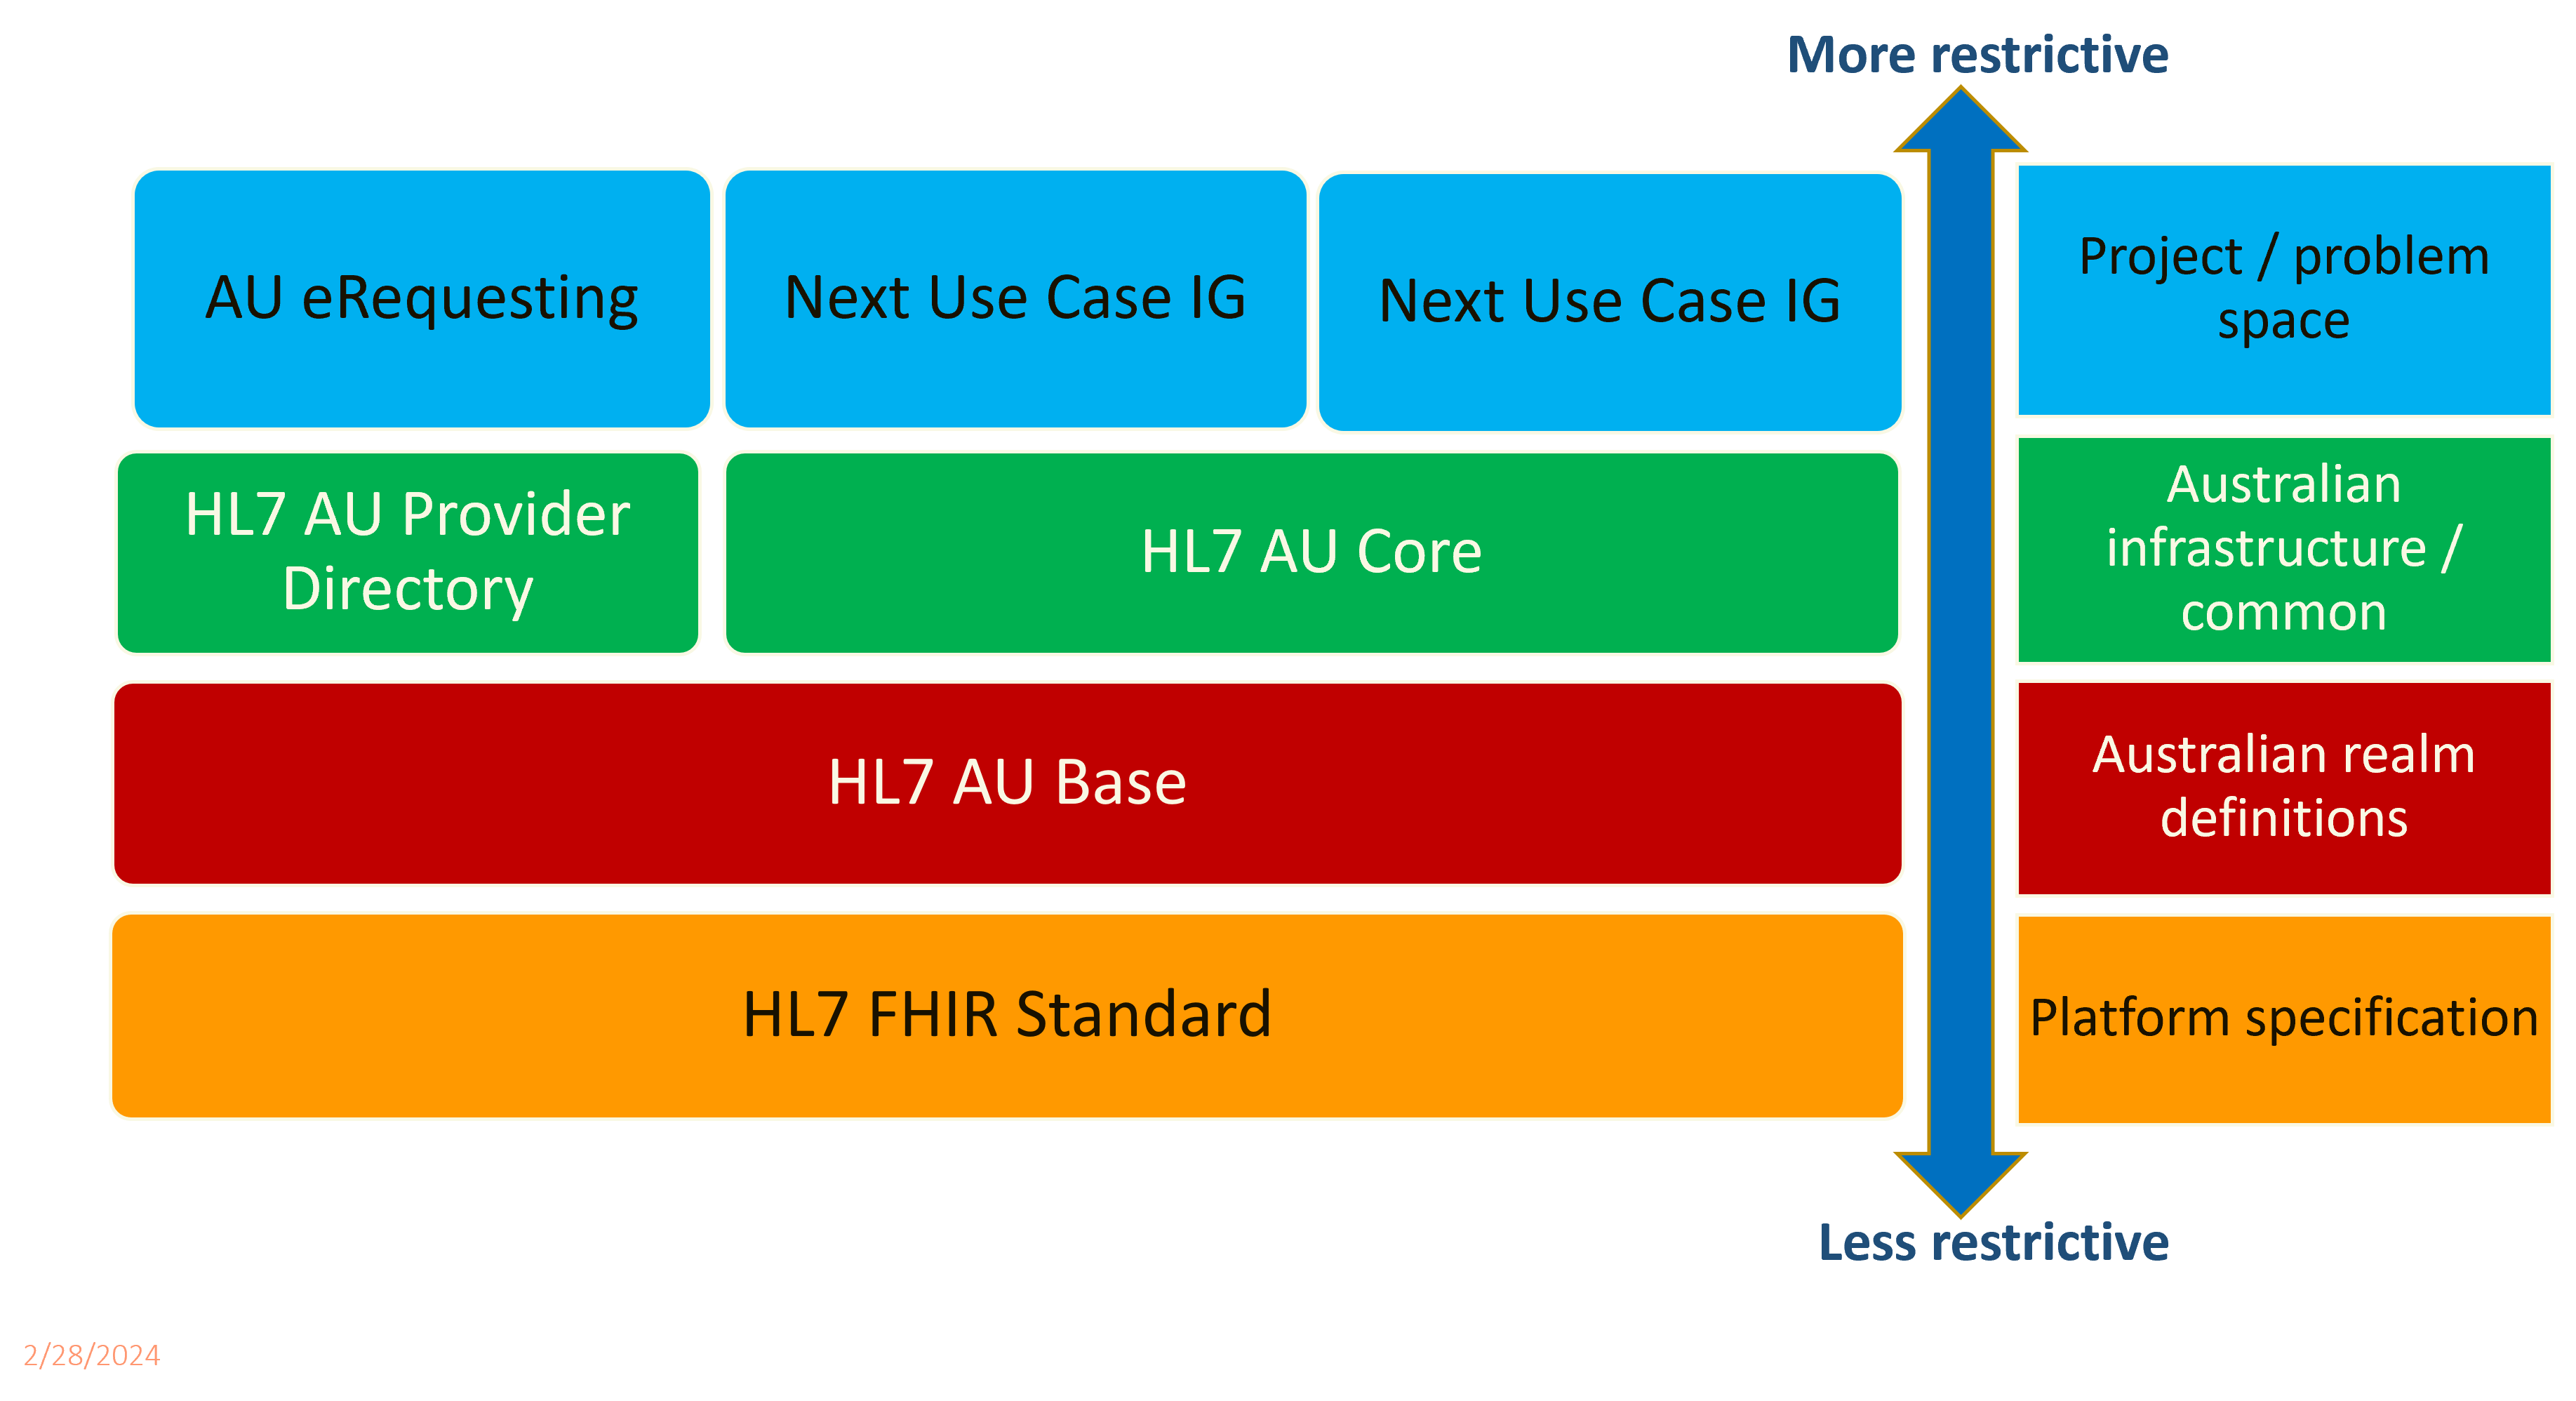 More restrictive
AU eRequesting
Next Use Case IG
Next Use Case IG
Project / problem
space
HL7 AU Provider
Directory
HL7 AU Core
Australian
infrastructure /
common
HL7 AU Base
Australian realm
definitions
HL7 FHIR Standard
Platform specification
Less restrictive
2/28/2024